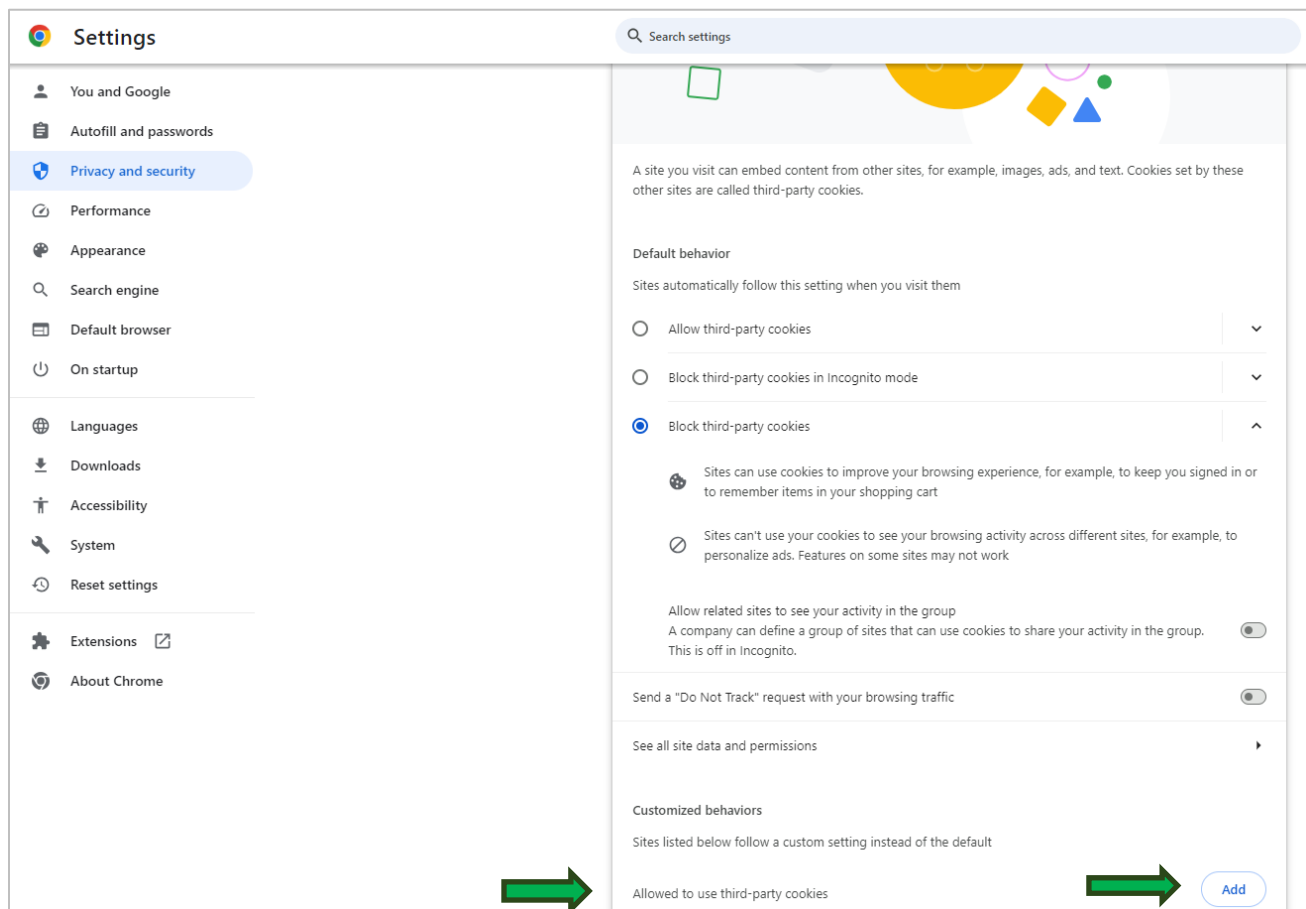 Settings
Search settings
You and Google
Autofill and passwords
Privacy and security
Performance
Appearance
Search engine
Default browser
On startup
Languages
Downloads
Accessibility
System
Reset settings
Extensions
About Chrome
A site you visit can embed content from other sites, for example, images, ads, and text. Cookies set by these
other sites are called third-party cookies.
Default behavior
Sites automatically follow this setting when you visit them
Allow third-party cookies
Block third-party cookies in Incognito mode
Block third-party cookies
Sites can use cookies to improve your browsing experience, for example, to keep you signed in or
to remember items in your shopping cart
Sites can't use your cookies to see your browsing activity across different sites, for example, to
personalize ads. Features on some sites may not work
Allow related sites to see your activity in the group
A company can define a group of sites that can use cookies to share your activity in the group.
This is off in Incognito.
Send a "Do Not Track" request with your browsing traffic
See all site data and permissions
Customized behaviors
Sites listed below follow a custom setting instead of the default
Allowed to use third-party cookies
Add